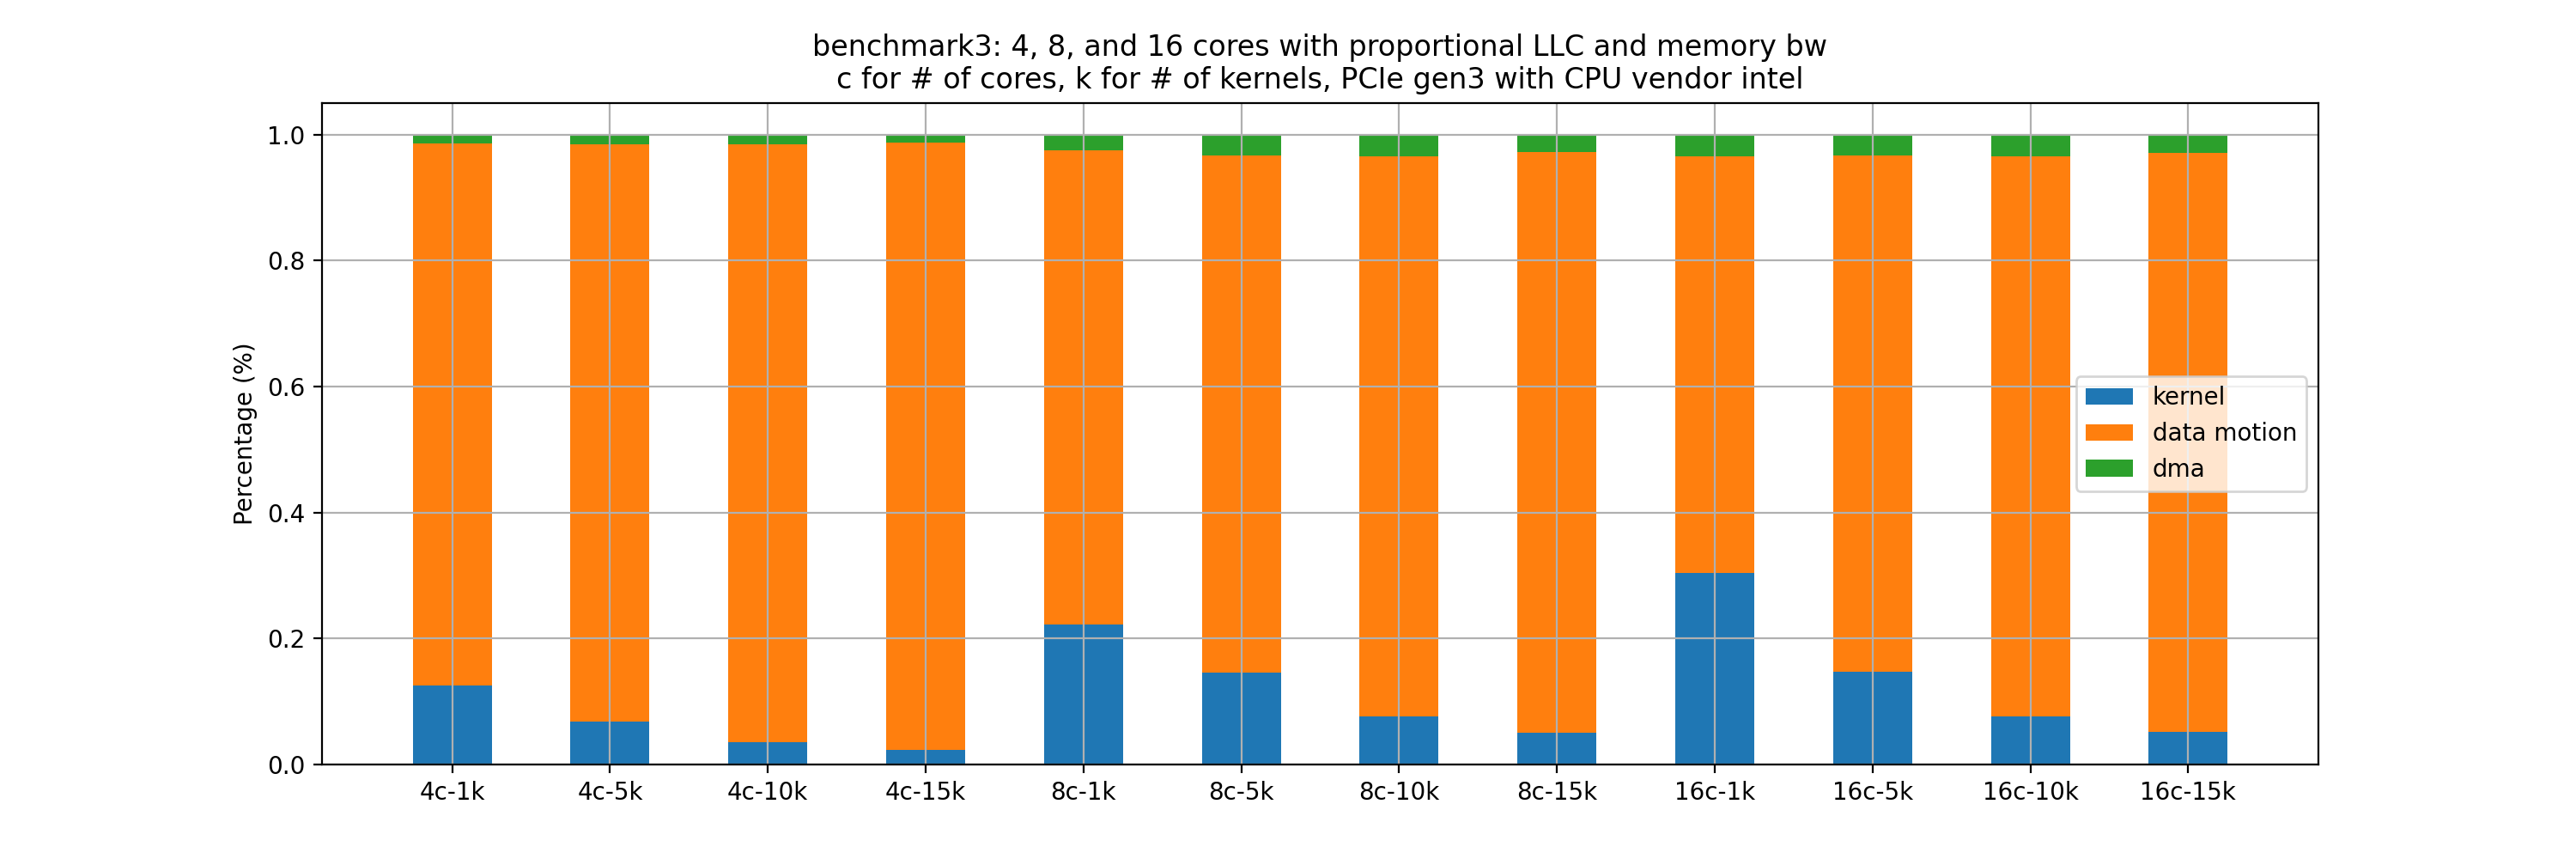 benchmark3: 4, 8, and 16 cores with proportional LLC and memory bw
c for # of cores, k for # of kernels, PCIe gen3 with CPU vendor intel
Percentage (%)
1.0
0.8
0.6
0.4
0.2
0.0
kernel
data motion
dma
4c-1k 4c-5k 4c-10k 4c-15k 8c-1k 8c-5k 8c-10k 8c-15k 16c-1k 16c-5k 16c-10k 16c-15k